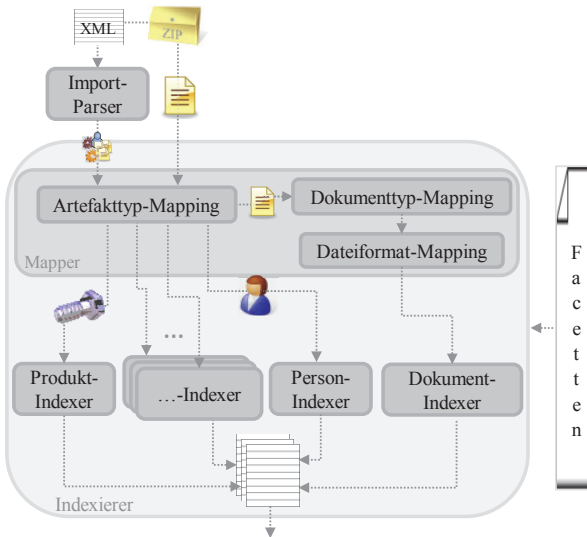 XML
ZIP
Import-
Parser
Artefakttyp-Mapping
Dokumenttyp-Mapping
Dateiformat-Mapping
Mapper
...
Produkt-
Indexer
…-Indexer
Person-
Indexer
Dokument-
Indexer
Indexierer
F
a
c
e
t
t
e
n